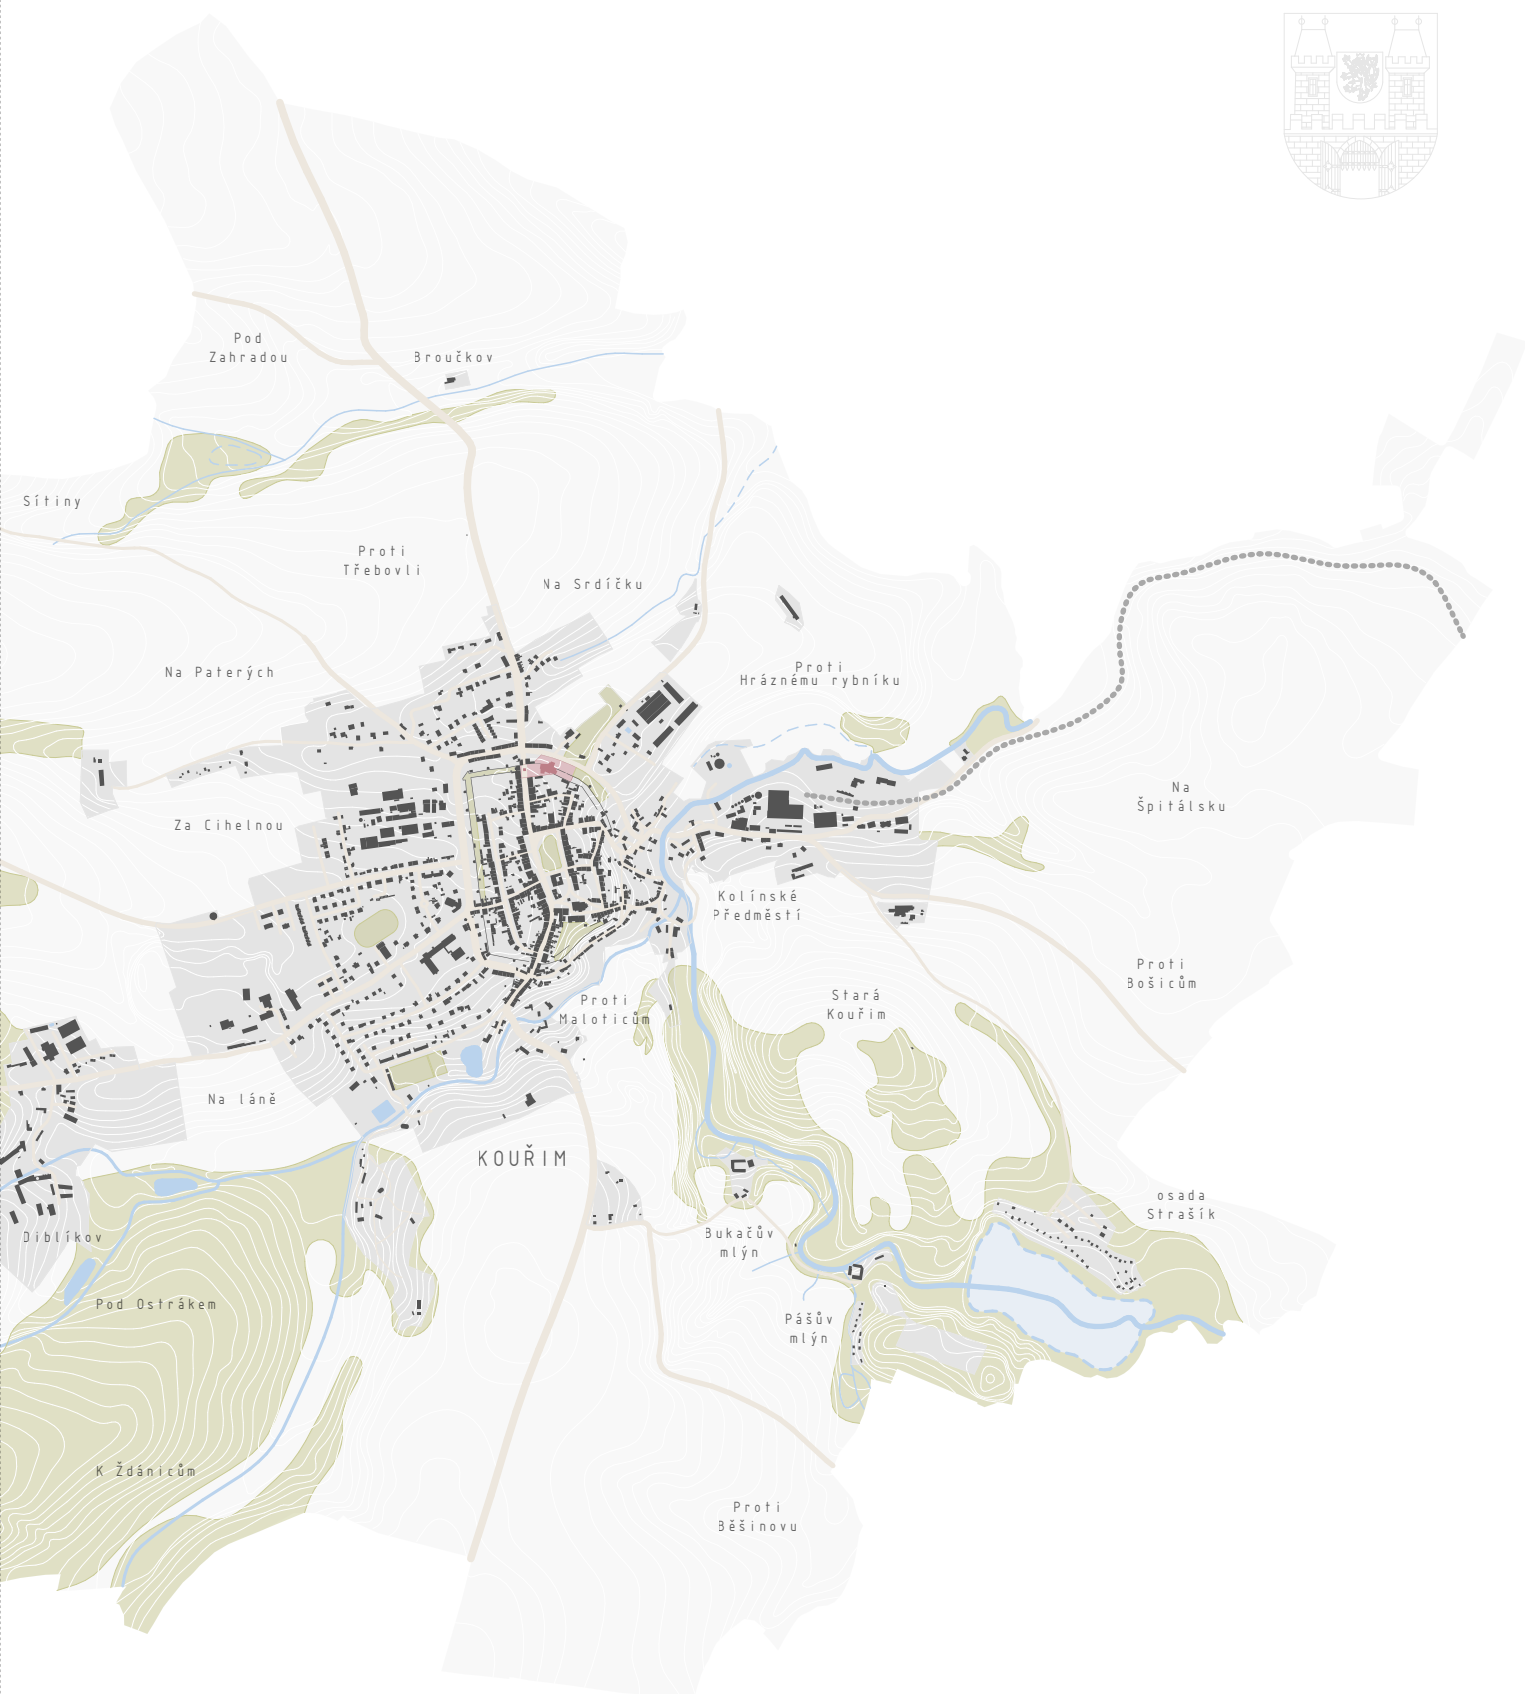 Pod
Zahradou
Broučkov
Sítiny
Proti
Třebovli
Na Srdíčku
Na Paterých
Proti
Hráznému rybníku
Na
Špitálsku
Za Cihelnou
Kolínské
Předměstí
Proti
Bošicům
Stará
Kouřim
Proti
Maloticům
Na láně
KOUŘIM
osada
Strašík
Diblíkov
Bukačův
mlýn
Pod Ostrákem
Pášův
mlýn
K Ždánicům
Proti
Běšinovu